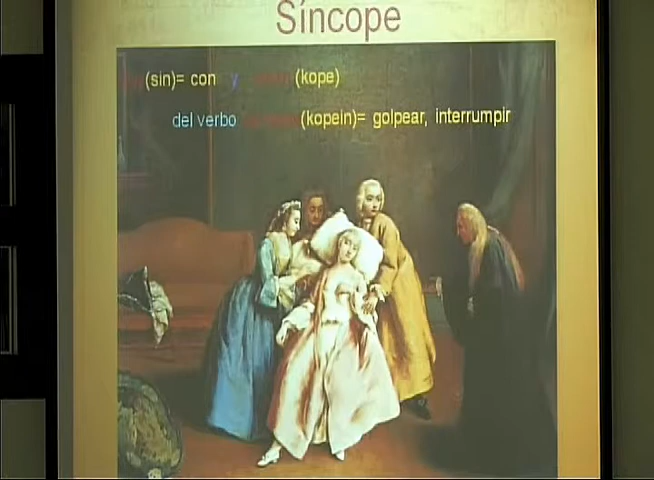 Síncope
(sin)= con y (kope)
del verbo (kopein)= golpear, interrumpir